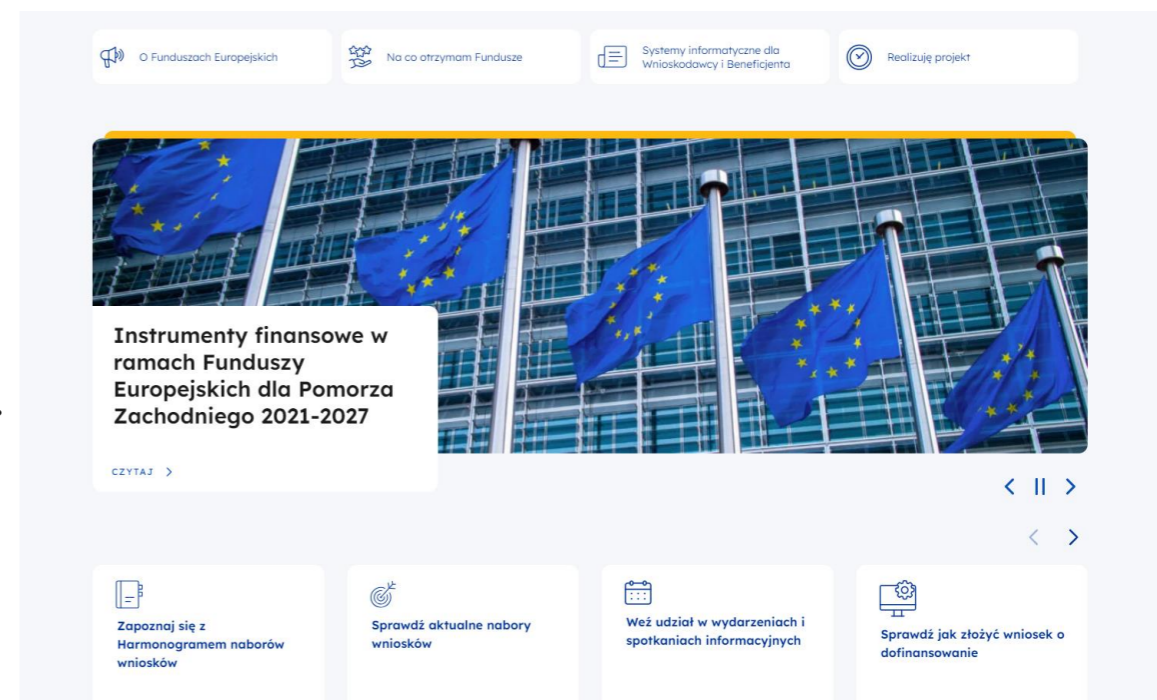 O Funduszach Europejskich
Na co otrzymam Fundusze
Systemy informatyczne dla
Wnioskodawcy i Beneficjenta
Realizuję projekt
Instrumenty finansowe w
ramach Funduszy
Europejskich dla Pomorza
Zachodniego 2021-2027
CZYTAJ
Zapoznaj się z
Harmonogramem naborów
wniosków
Sprawdź aktualne nabory
wniosków
Weź udział w wydarzeniach i
spotkaniach informacyjnych
Sprawdź jak złożyć wniosek o
dofinansowanie